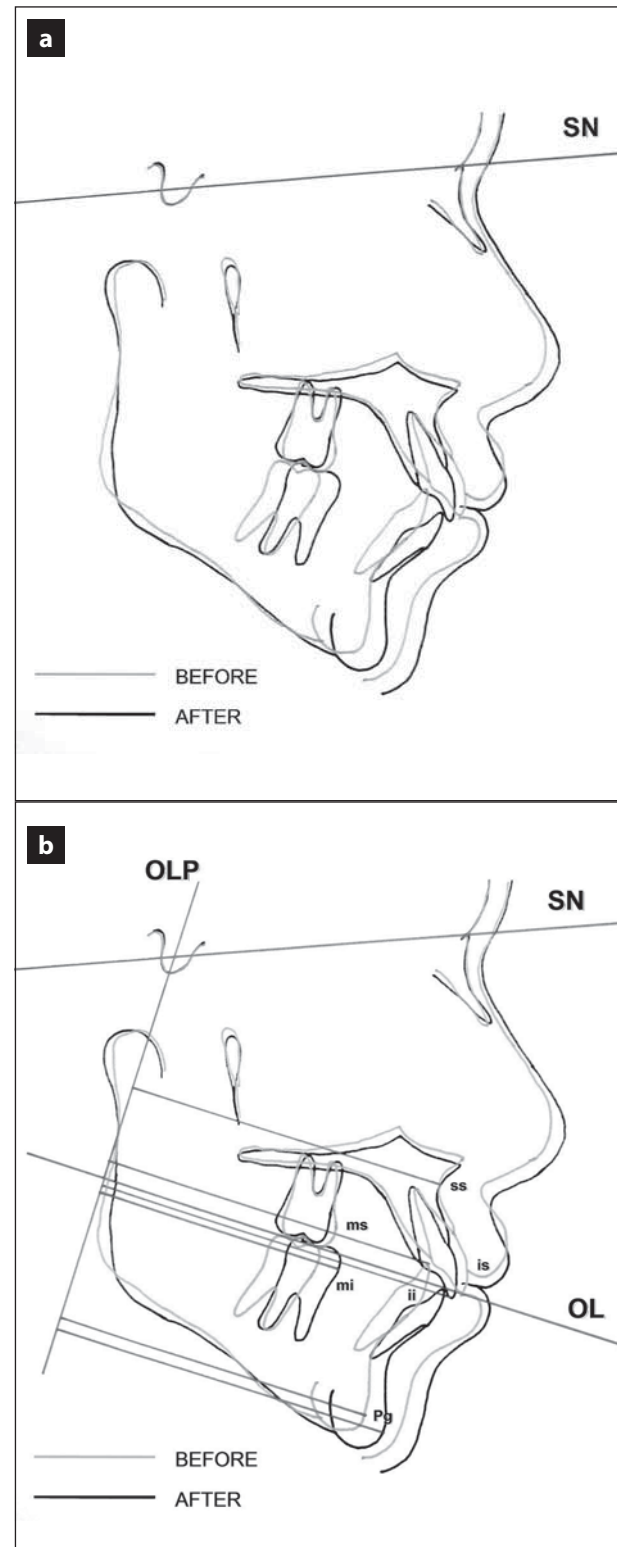 a
SN
BEFORE
AFTER
b
OLP
SN
ss
ms
is
mi
ii
OL
Pg
BEFORE
AFTER